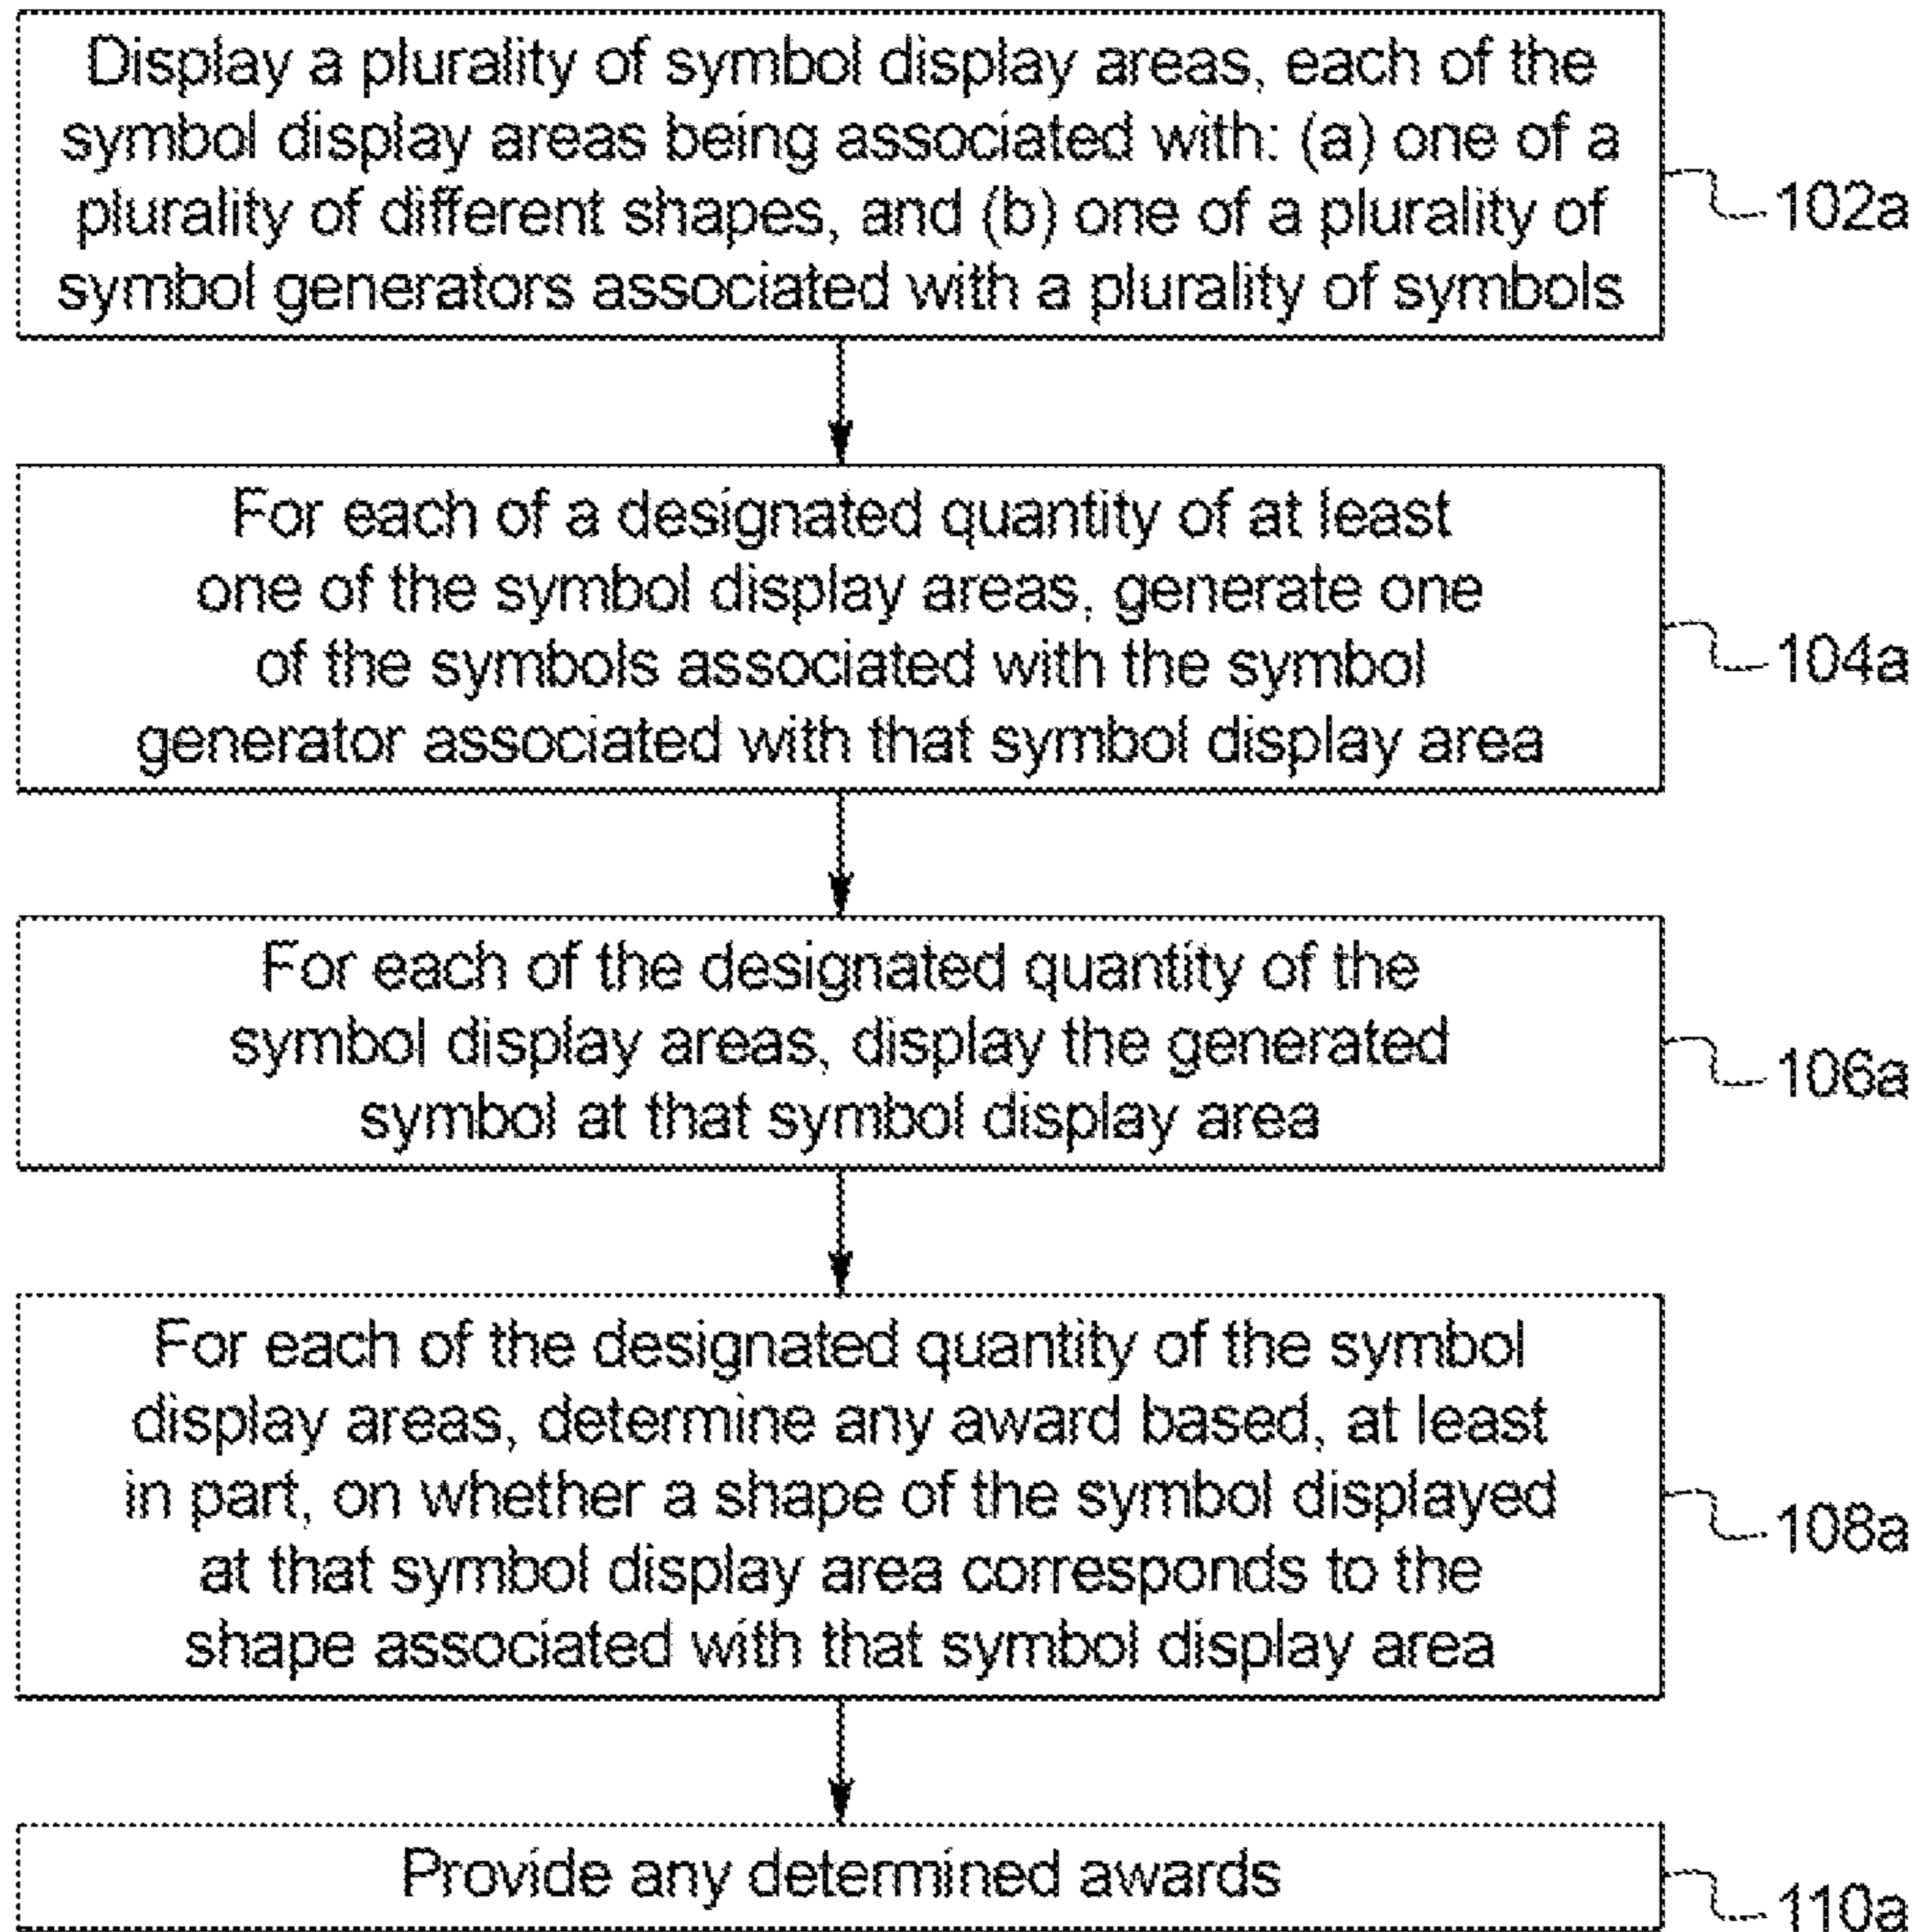 Display a plurality of symbol display areas, each of the
symbol display areas being associated with: (a) one of a
plurality of different shapes, and (b) one of a plurality of
symbol generators associated with a plurality of symbols
102a
For each of a designated quantity of at least
one of the symbol display areas, generate one
of the symbols associated with the symbol
generator associated with that symbol display area
104a
For each of the designated quantity of the
symbol display areas, display the generated
symbol at that symbol display area
106a
For each of the designated quantity of the symbol
display areas, determine any award based, at least
in part, on whether a shape of the symbol displayed
at that symbol display area corresponds to the
shape associated with that symbol display area
108a
Provide any determined awards
110a